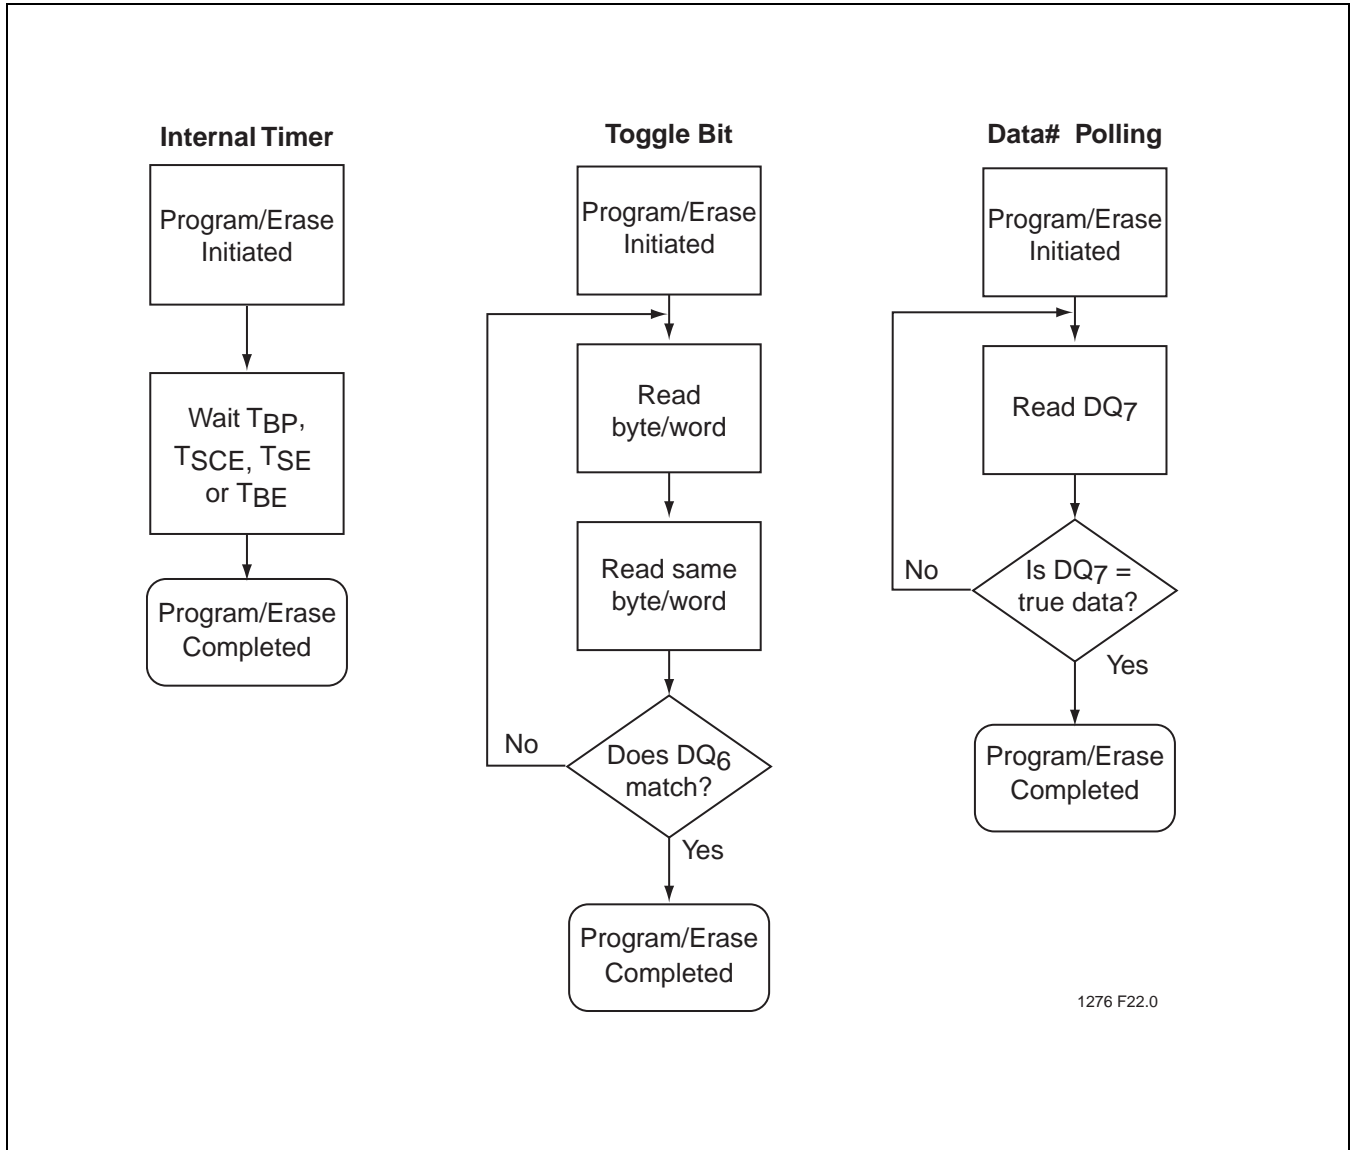 Internal Timer
Program/Erase
Initiated
Wait TBP,
TSCE, TSE
or TBE
Program/Erase
Completed
Toggle Bit
Program/Erase
Initiated
Read
byte/word
Read same
byte/word
Does DQ6
match?
No
Yes
Program/Erase
Completed
Data# Polling
Program/Erase
Initiated
Read DQ7
Is DQ7 =
true data?
No
Yes
Program/Erase
Completed
1276 F22.0